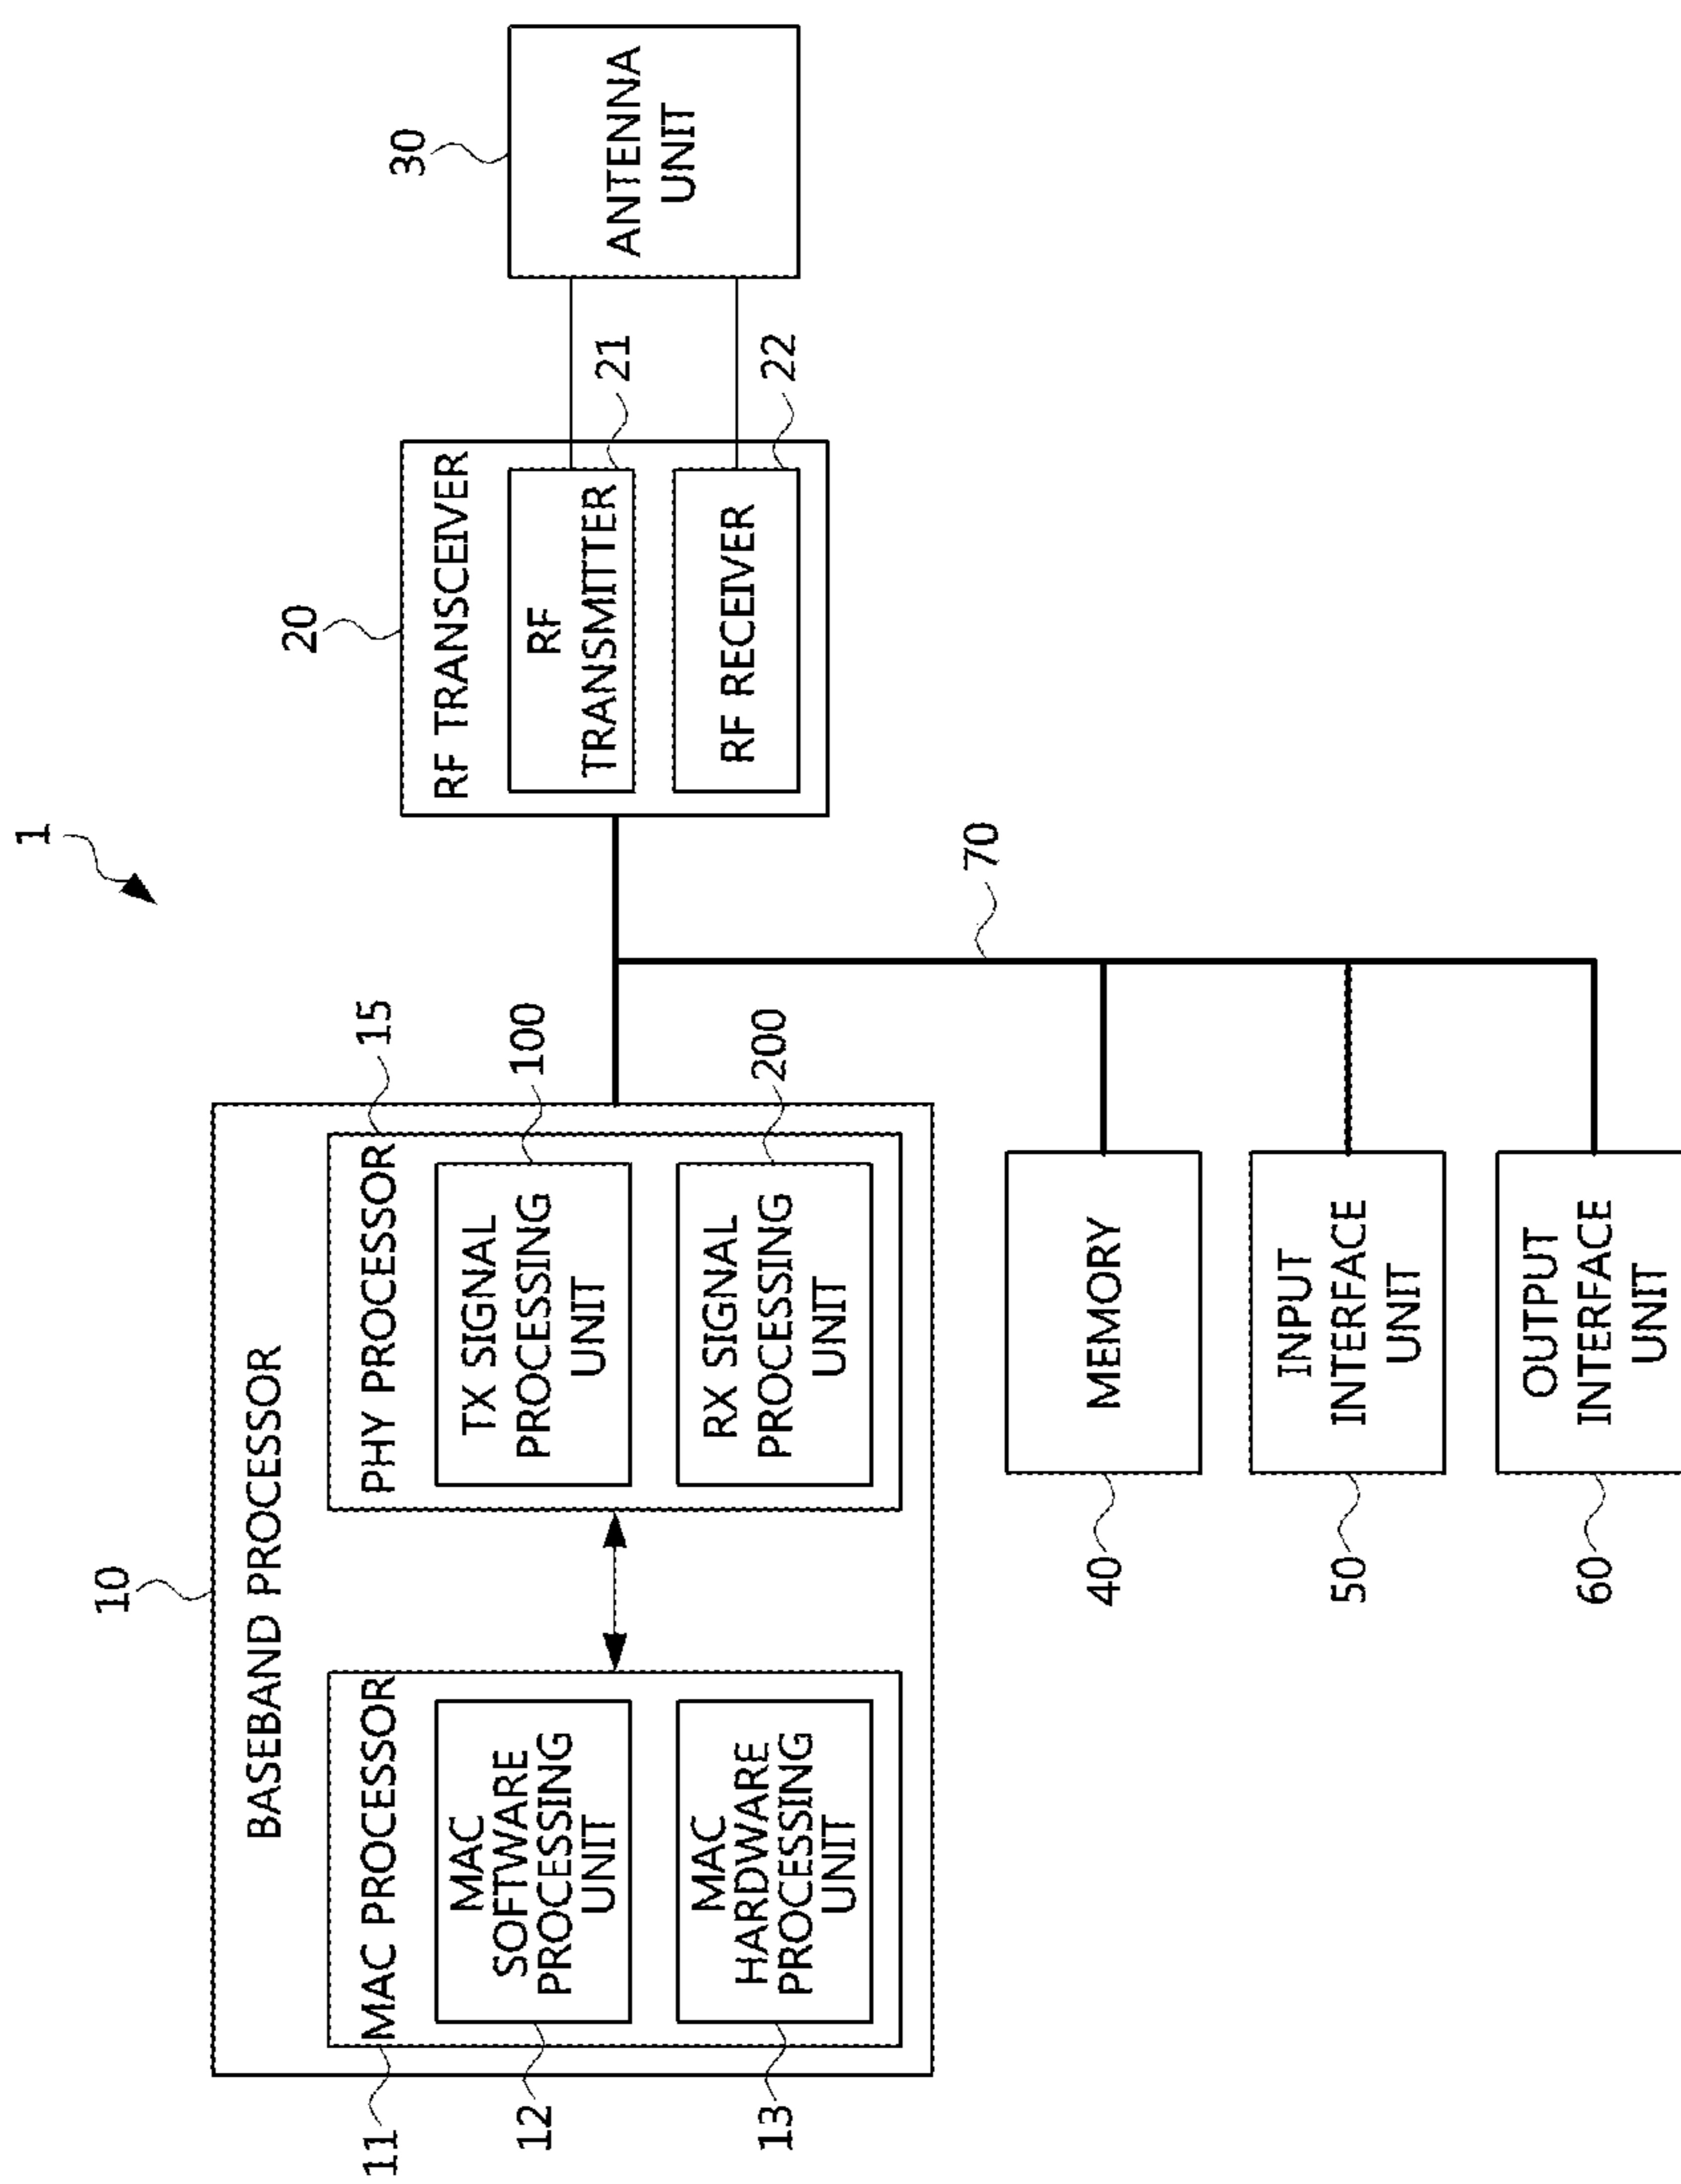 1
10
BASEBAND PROCESSOR
11
MAC PROCESSOR
12
MAC
SOFTWARE
PROCESSING
UNIT
13
MAC
HARDWARE
PROCESSING
UNIT
15
PHY PROCESSOR
100
TX SIGNAL
PROCESSING
UNIT
200
RX SIGNAL
PROCESSING
UNIT
20
RF TRANSCEIVER
21
RF
TRANSMITTER
22
RF RECEIVER
30
ANTENNA
UNIT
70
40
MEMORY
50
INPUT
INTERFACE
UNIT
60
OUTPUT
INTERFACE
UNIT